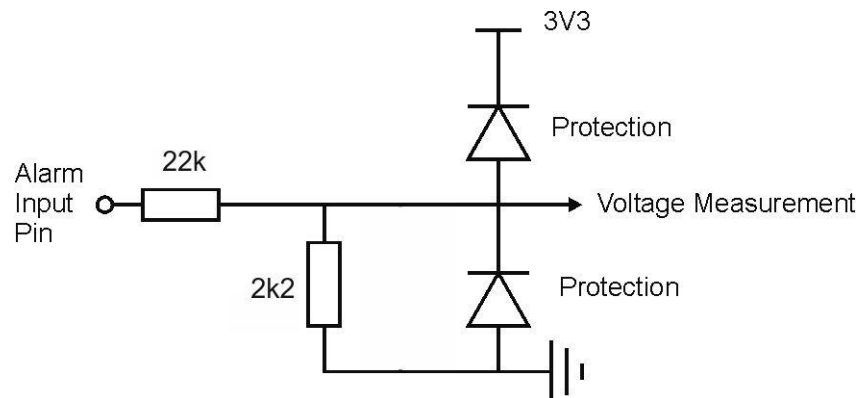 3V3
Protection
22k
Alarm
Input
Pin
Voltage Measurement
2k2
Protection